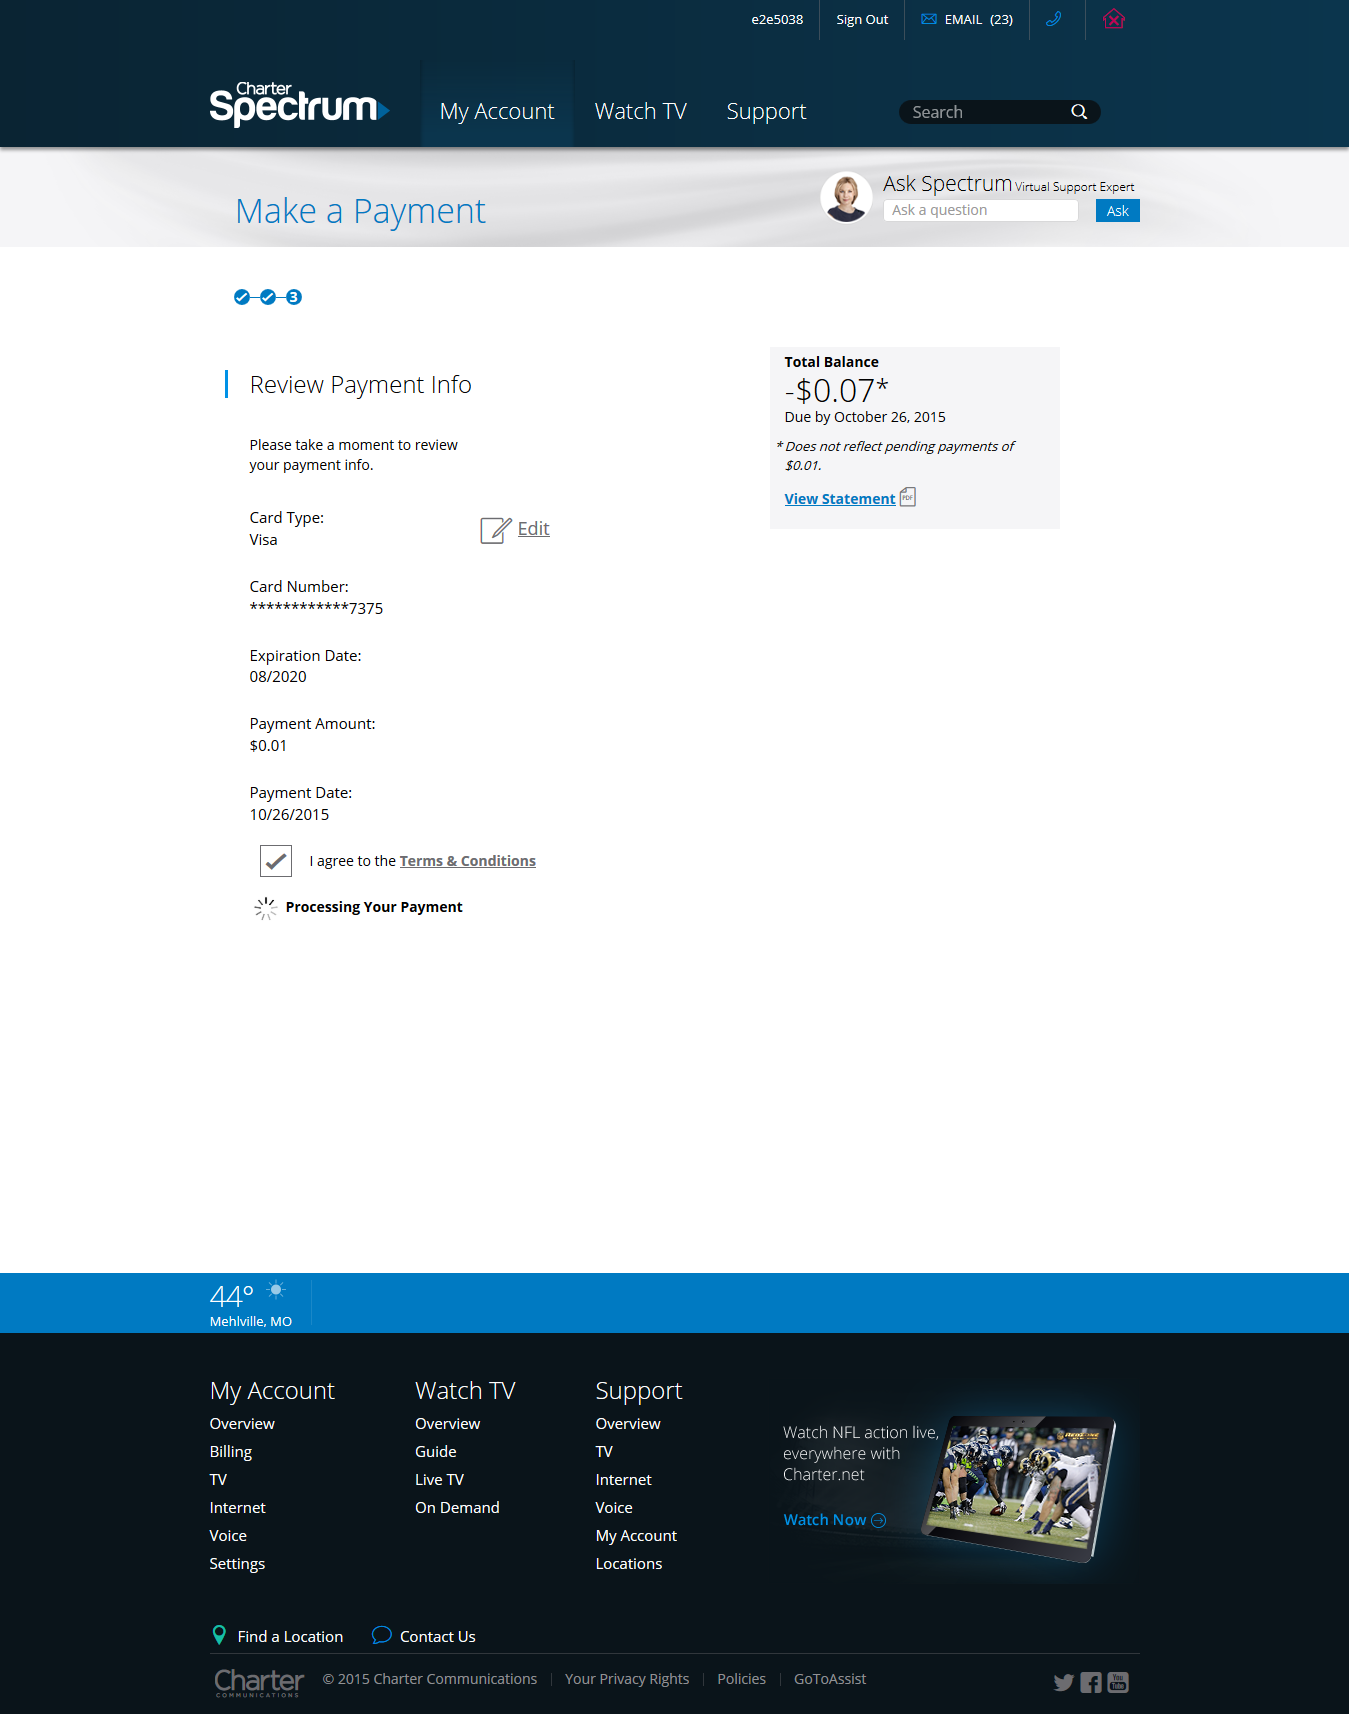 e2e5038
Sign Out
EMAIL (23)
Charter
Spectrum
My Account
Watch TV
Support
Search
Make a Payment
Ask Spectrum Virtual Support Expert
Ask a question
Ask
3
Review Payment Info
Please take a moment to review
your payment info.
Card Type:
Visa
Edit
Card Number:
************7375
Expiration Date:
08/2020
Payment Amount:
$0.01
Payment Date:
10/26/2015
I agree to the Terms & Conditions
Processing Your Payment
Total Balance
-$0.07*
Due by October 26, 2015
* Does not reflect pending payments of
$0.01.
View Statement
PDF
44°
Mehlville, MO
My Account
Overview
Billing
TV
Internet
Voice
Settings
Watch TV
Overview
Guide
Live TV
On Demand
Support
Overview
TV
Internet
Voice
My Account
Locations
Watch NFL action live,
everywhere with
Charter.net
Watch Now
Find a Location
Contact Us
Charter
COMMUNICATIONS
© 2015 Charter Communications
Your Privacy Rights
Policies
GoToAssist
You
Tube